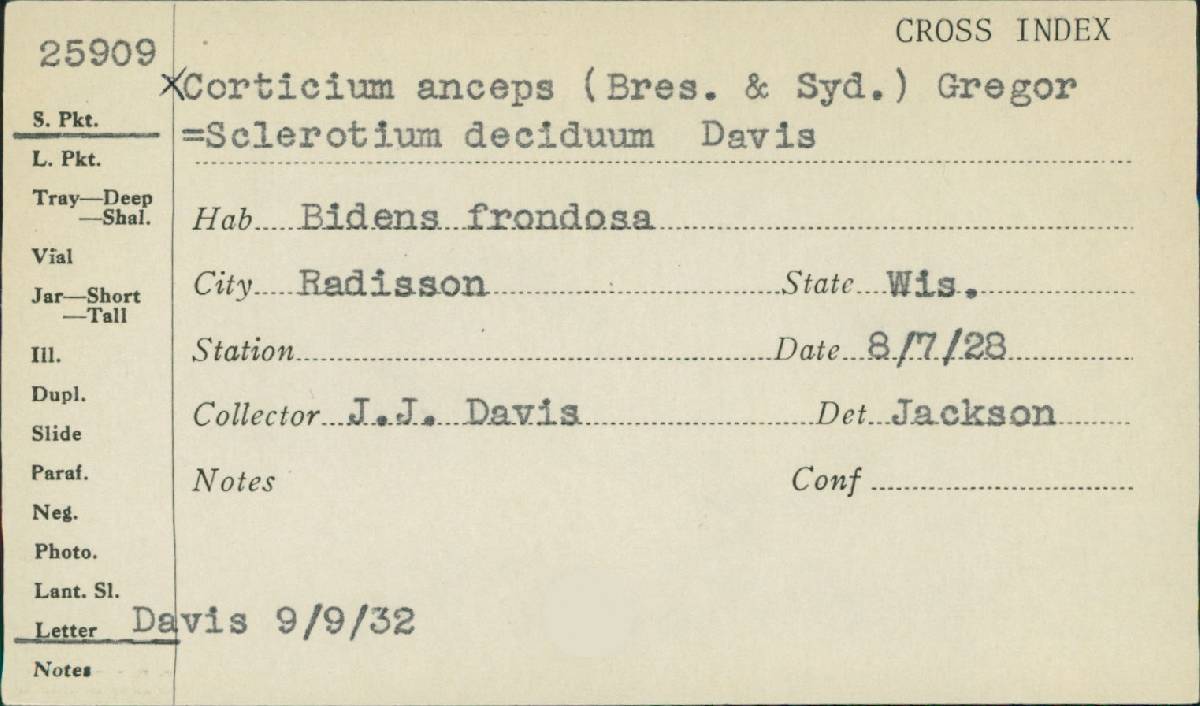 CROSS INDEX
25909
XCorticium anceps (Bres. & Syd.) Gregor
=Sclerotium deciduum Davis
S. Pkt.
L. Pkt.
Tray—Deep
—Shal.
Vial
Jar—Short
—Tall
Ill.
Dupl.
Slide
Paraf.
Neg.
Photo.
Lant. Sl.
Letter Davis 9/9/32
Notes
Hab Bidens frondosa
City Radisson State Wis.
Station Date 8/7/28
Collector J.J. Davis Det Jackson
Notes Conf